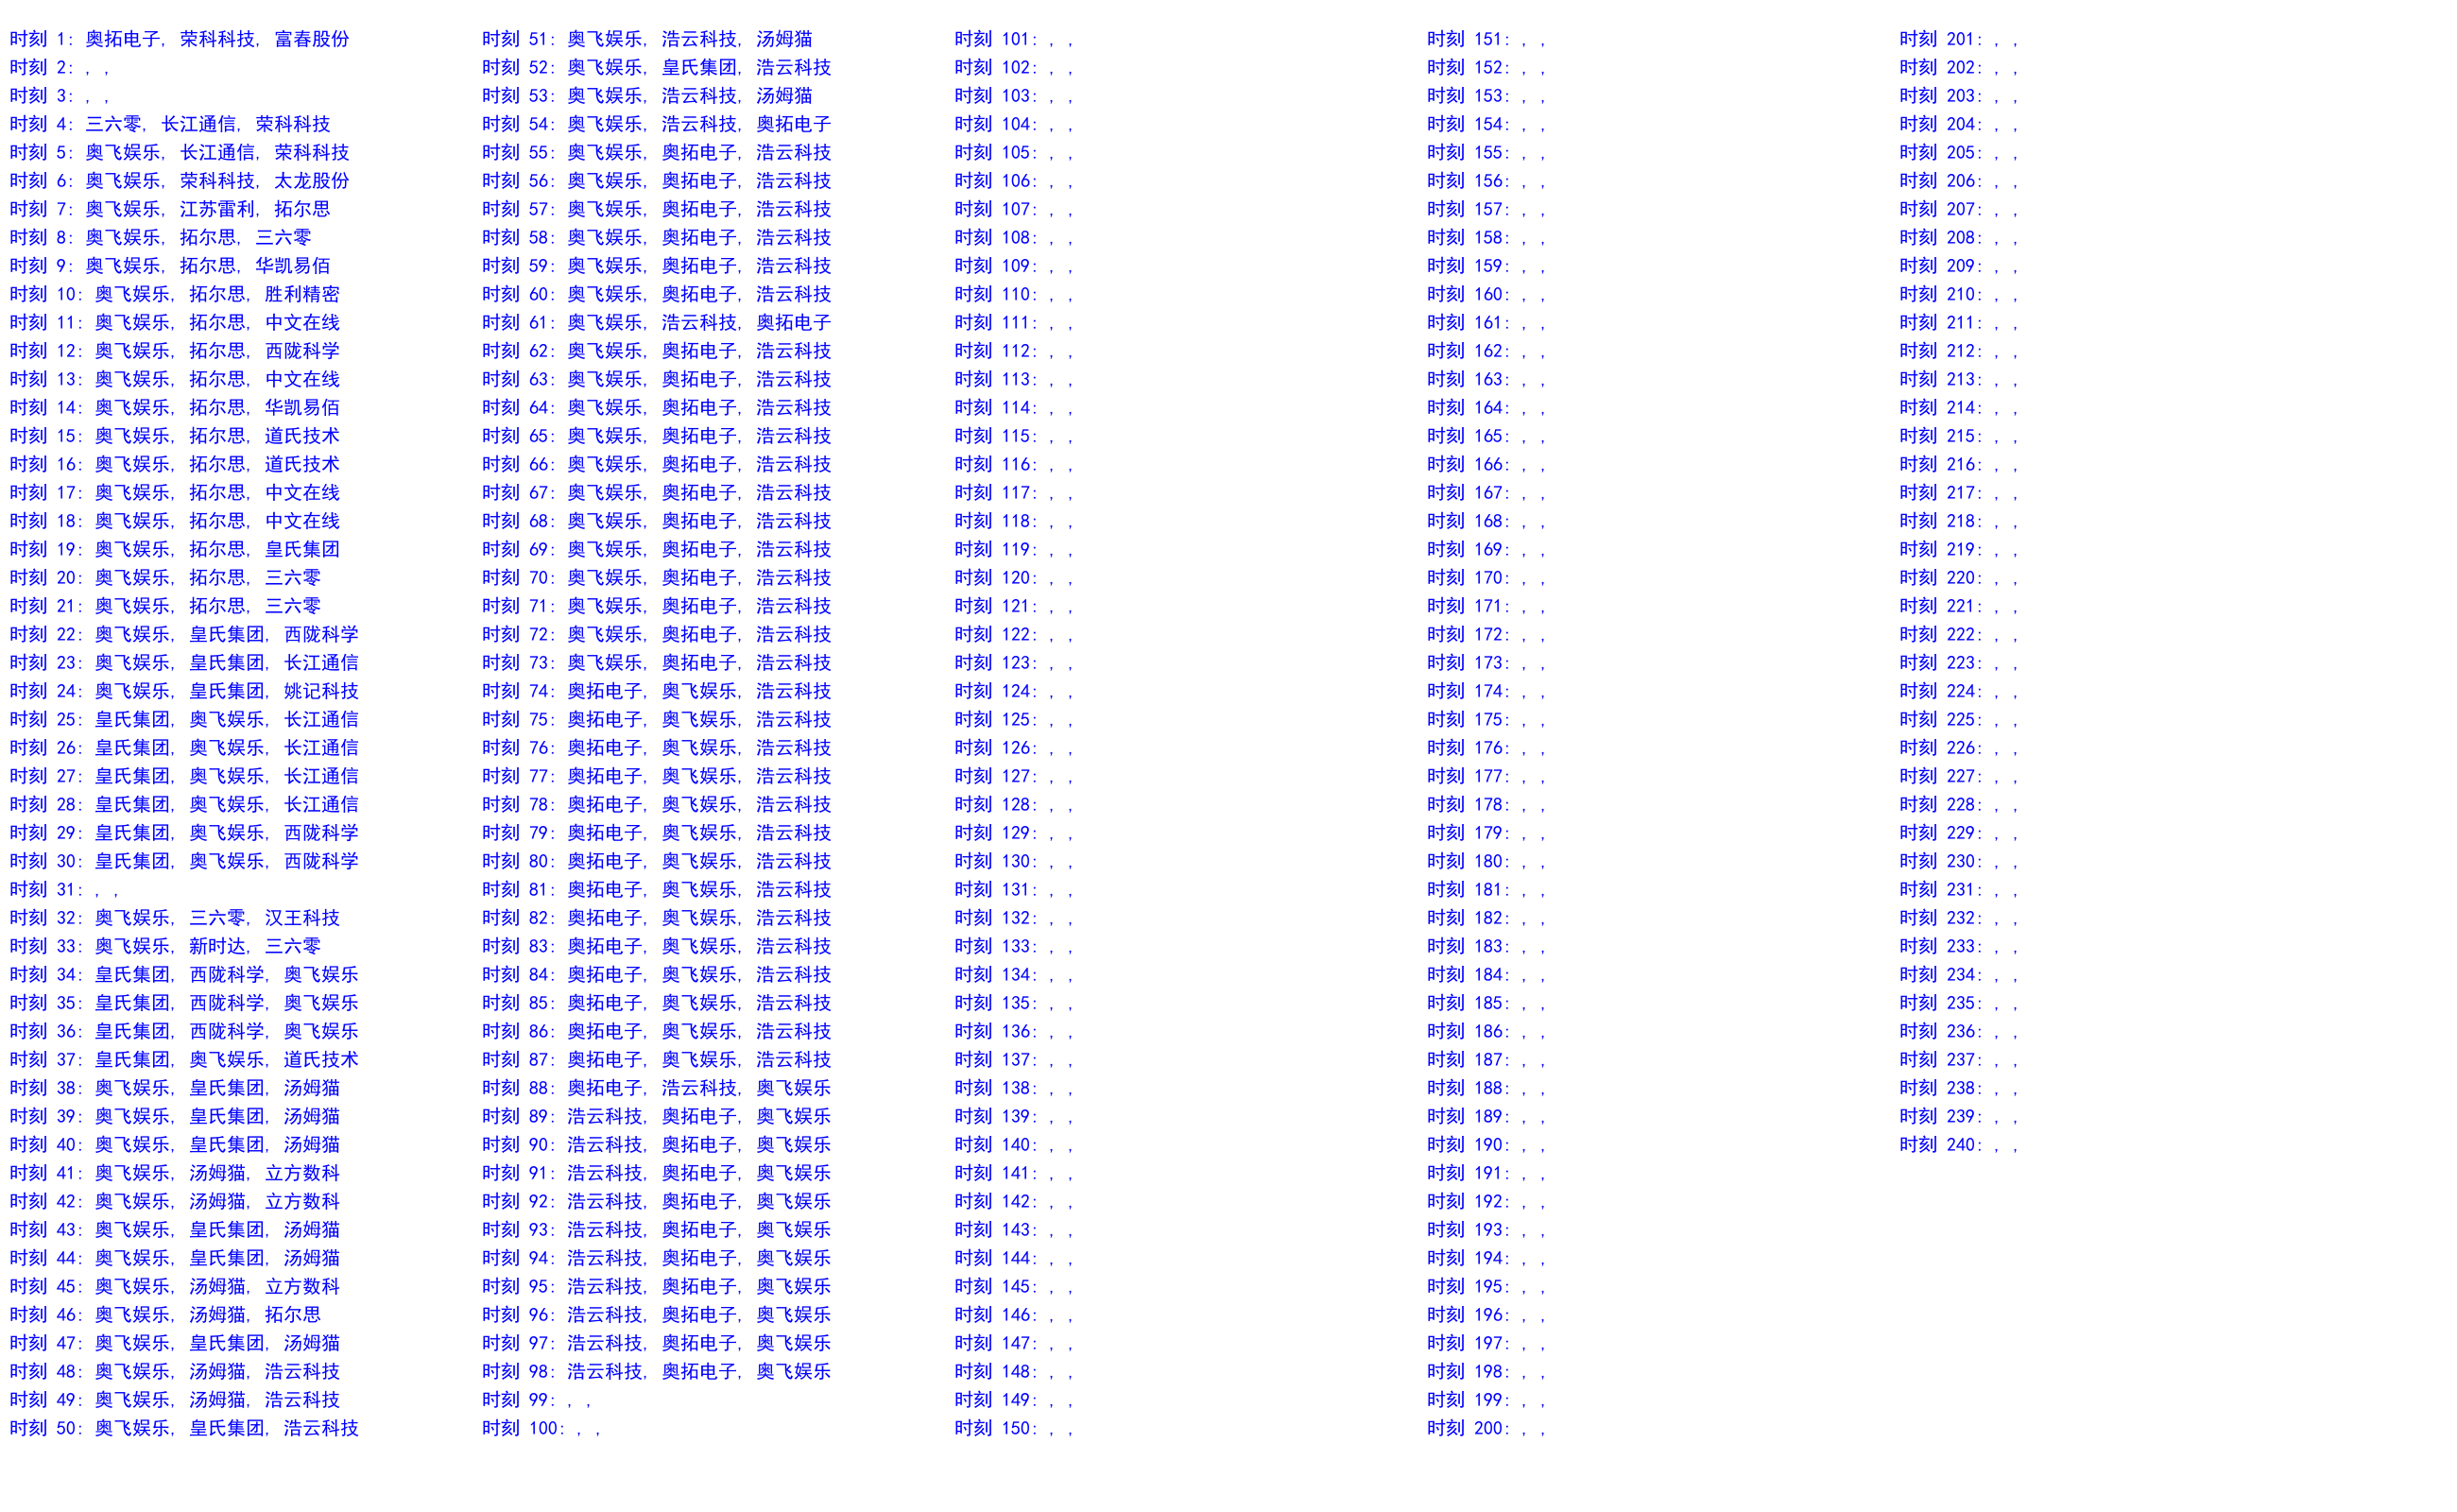 时刻 1: 奥拓电子, 荣科科技, 富春股份
时刻 2: , ,
时刻 3: , ,
时刻 4: 三六零, 长江通信, 荣科科技
时刻 5: 奥飞娱乐, 长江通信, 荣科科技
时刻 6: 奥飞娱乐, 荣科科技, 太龙股份
时刻 7: 奥飞娱乐, 江苏雷利, 拓尔思
时刻 8: 奥飞娱乐, 拓尔思, 三六零
时刻 9: 奥飞娱乐, 拓尔思, 华凯易佰
时刻 10: 奥飞娱乐, 拓尔思, 胜利精密
时刻 11: 奥飞娱乐, 拓尔思, 中文在线
时刻 12: 奥飞娱乐, 拓尔思, 西陇科学
时刻 13: 奥飞娱乐, 拓尔思, 中文在线
时刻 14: 奥飞娱乐, 拓尔思, 华凯易佰
时刻 15: 奥飞娱乐, 拓尔思, 道氏技术
时刻 16: 奥飞娱乐, 拓尔思, 道氏技术
时刻 17: 奥飞娱乐, 拓尔思, 中文在线
时刻 18: 奥飞娱乐, 拓尔思, 中文在线
时刻 19: 奥飞娱乐, 拓尔思, 皇氏集团
时刻 20: 奥飞娱乐, 拓尔思, 三六零
时刻 21: 奥飞娱乐, 拓尔思, 三六零
时刻 22: 奥飞娱乐, 皇氏集团, 西陇科学
时刻 23: 奥飞娱乐, 皇氏集团, 长江通信
时刻 24: 奥飞娱乐, 皇氏集团, 姚记科技
时刻 25: 皇氏集团, 奥飞娱乐, 长江通信
时刻 26: 皇氏集团, 奥飞娱乐, 长江通信
时刻 27: 皇氏集团, 奥飞娱乐, 长江通信
时刻 28: 皇氏集团, 奥飞娱乐, 长江通信
时刻 29: 皇氏集团, 奥飞娱乐, 西陇科学
时刻 30: 皇氏集团, 奥飞娱乐, 西陇科学
时刻 31: , ,
时刻 32: 奥飞娱乐, 三六零, 汉王科技
时刻 33: 奥飞娱乐, 新时达, 三六零
时刻 34: 皇氏集团, 西陇科学, 奥飞娱乐
时刻 35: 皇氏集团, 西陇科学, 奥飞娱乐
时刻 36: 皇氏集团, 西陇科学, 奥飞娱乐
时刻 37: 皇氏集团, 奥飞娱乐, 道氏技术
时刻 38: 奥飞娱乐, 皇氏集团, 汤姆猫
时刻 39: 奥飞娱乐, 皇氏集团, 汤姆猫
时刻 40: 奥飞娱乐, 皇氏集团, 汤姆猫
时刻 41: 奥飞娱乐, 汤姆猫, 立方数科
时刻 42: 奥飞娱乐, 汤姆猫, 立方数科
时刻 43: 奥飞娱乐, 皇氏集团, 汤姆猫
时刻 44: 奥飞娱乐, 皇氏集团, 汤姆猫
时刻 45: 奥飞娱乐, 汤姆猫, 立方数科
时刻 46: 奥飞娱乐, 汤姆猫, 拓尔思
时刻 47: 奥飞娱乐, 皇氏集团, 汤姆猫
时刻 48: 奥飞娱乐, 汤姆猫, 浩云科技
时刻 49: 奥飞娱乐, 汤姆猫, 浩云科技
时刻 50: 奥飞娱乐, 皇氏集团, 浩云科技
时刻 51: 奥飞娱乐, 浩云科技, 汤姆猫
时刻 52: 奥飞娱乐, 皇氏集团, 浩云科技
时刻 53: 奥飞娱乐, 浩云科技, 汤姆猫
时刻 54: 奥飞娱乐, 浩云科技, 奥拓电子
时刻 55: 奥飞娱乐, 奥拓电子, 浩云科技
时刻 56: 奥飞娱乐, 奥拓电子, 浩云科技
时刻 57: 奥飞娱乐, 奥拓电子, 浩云科技
时刻 58: 奥飞娱乐, 奥拓电子, 浩云科技
时刻 59: 奥飞娱乐, 奥拓电子, 浩云科技
时刻 60: 奥飞娱乐, 奥拓电子, 浩云科技
时刻 61: 奥飞娱乐, 浩云科技, 奥拓电子
时刻 62: 奥飞娱乐, 奥拓电子, 浩云科技
时刻 63: 奥飞娱乐, 奥拓电子, 浩云科技
时刻 64: 奥飞娱乐, 奥拓电子, 浩云科技
时刻 65: 奥飞娱乐, 奥拓电子, 浩云科技
时刻 66: 奥飞娱乐, 奥拓电子, 浩云科技
时刻 67: 奥飞娱乐, 奥拓电子, 浩云科技
时刻 68: 奥飞娱乐, 奥拓电子, 浩云科技
时刻 69: 奥飞娱乐, 奥拓电子, 浩云科技
时刻 70: 奥飞娱乐, 奥拓电子, 浩云科技
时刻 71: 奥飞娱乐, 奥拓电子, 浩云科技
时刻 72: 奥飞娱乐, 奥拓电子, 浩云科技
时刻 73: 奥飞娱乐, 奥拓电子, 浩云科技
时刻 74: 奥拓电子, 奥飞娱乐, 浩云科技
时刻 75: 奥拓电子, 奥飞娱乐, 浩云科技
时刻 76: 奥拓电子, 奥飞娱乐, 浩云科技
时刻 77: 奥拓电子, 奥飞娱乐, 浩云科技
时刻 78: 奥拓电子, 奥飞娱乐, 浩云科技
时刻 79: 奥拓电子, 奥飞娱乐, 浩云科技
时刻 80: 奥拓电子, 奥飞娱乐, 浩云科技
时刻 81: 奥拓电子, 奥飞娱乐, 浩云科技
时刻 82: 奥拓电子, 奥飞娱乐, 浩云科技
时刻 83: 奥拓电子, 奥飞娱乐, 浩云科技
时刻 84: 奥拓电子, 奥飞娱乐, 浩云科技
时刻 85: 奥拓电子, 奥飞娱乐, 浩云科技
时刻 86: 奥拓电子, 奥飞娱乐, 浩云科技
时刻 87: 奥拓电子, 奥飞娱乐, 浩云科技
时刻 88: 奥拓电子, 浩云科技, 奥飞娱乐
时刻 89: 浩云科技, 奥拓电子, 奥飞娱乐
时刻 90: 浩云科技, 奥拓电子, 奥飞娱乐
时刻 91: 浩云科技, 奥拓电子, 奥飞娱乐
时刻 92: 浩云科技, 奥拓电子, 奥飞娱乐
时刻 93: 浩云科技, 奥拓电子, 奥飞娱乐
时刻 94: 浩云科技, 奥拓电子, 奥飞娱乐
时刻 95: 浩云科技, 奥拓电子, 奥飞娱乐
时刻 96: 浩云科技, 奥拓电子, 奥飞娱乐
时刻 97: 浩云科技, 奥拓电子, 奥飞娱乐
时刻 98: 浩云科技, 奥拓电子, 奥飞娱乐
时刻 99: , ,
时刻 100: , ,
时刻 101: , ,
时刻 102: , ,
时刻 103: , ,
时刻 104: , ,
时刻 105: , ,
时刻 106: , ,
时刻 107: , ,
时刻 108: , ,
时刻 109: , ,
时刻 110: , ,
时刻 111: , ,
时刻 112: , ,
时刻 113: , ,
时刻 114: , ,
时刻 115: , ,
时刻 116: , ,
时刻 117: , ,
时刻 118: , ,
时刻 119: , ,
时刻 120: , ,
时刻 121: , ,
时刻 122: , ,
时刻 123: , ,
时刻 124: , ,
时刻 125: , ,
时刻 126: , ,
时刻 127: , ,
时刻 128: , ,
时刻 129: , ,
时刻 130: , ,
时刻 131: , ,
时刻 132: , ,
时刻 133: , ,
时刻 134: , ,
时刻 135: , ,
时刻 136: , ,
时刻 137: , ,
时刻 138: , ,
时刻 139: , ,
时刻 140: , ,
时刻 141: , ,
时刻 142: , ,
时刻 143: , ,
时刻 144: , ,
时刻 145: , ,
时刻 146: , ,
时刻 147: , ,
时刻 148: , ,
时刻 149: , ,
时刻 150: , ,
时刻 151: , ,
时刻 152: , ,
时刻 153: , ,
时刻 154: , ,
时刻 155: , ,
时刻 156: , ,
时刻 157: , ,
时刻 158: , ,
时刻 159: , ,
时刻 160: , ,
时刻 161: , ,
时刻 162: , ,
时刻 163: , ,
时刻 164: , ,
时刻 165: , ,
时刻 166: , ,
时刻 167: , ,
时刻 168: , ,
时刻 169: , ,
时刻 170: , ,
时刻 171: , ,
时刻 172: , ,
时刻 173: , ,
时刻 174: , ,
时刻 175: , ,
时刻 176: , ,
时刻 177: , ,
时刻 178: , ,
时刻 179: , ,
时刻 180: , ,
时刻 181: , ,
时刻 182: , ,
时刻 183: , ,
时刻 184: , ,
时刻 185: , ,
时刻 186: , ,
时刻 187: , ,
时刻 188: , ,
时刻 189: , ,
时刻 190: , ,
时刻 191: , ,
时刻 192: , ,
时刻 193: , ,
时刻 194: , ,
时刻 195: , ,
时刻 196: , ,
时刻 197: , ,
时刻 198: , ,
时刻 199: , ,
时刻 200: , ,
时刻 201: , ,
时刻 202: , ,
时刻 203: , ,
时刻 204: , ,
时刻 205: , ,
时刻 206: , ,
时刻 207: , ,
时刻 208: , ,
时刻 209: , ,
时刻 210: , ,
时刻 211: , ,
时刻 212: , ,
时刻 213: , ,
时刻 214: , ,
时刻 215: , ,
时刻 216: , ,
时刻 217: , ,
时刻 218: , ,
时刻 219: , ,
时刻 220: , ,
时刻 221: , ,
时刻 222: , ,
时刻 223: , ,
时刻 224: , ,
时刻 225: , ,
时刻 226: , ,
时刻 227: , ,
时刻 228: , ,
时刻 229: , ,
时刻 230: , ,
时刻 231: , ,
时刻 232: , ,
时刻 233: , ,
时刻 234: , ,
时刻 235: , ,
时刻 236: , ,
时刻 237: , ,
时刻 238: , ,
时刻 239: , ,
时刻 240: , ,